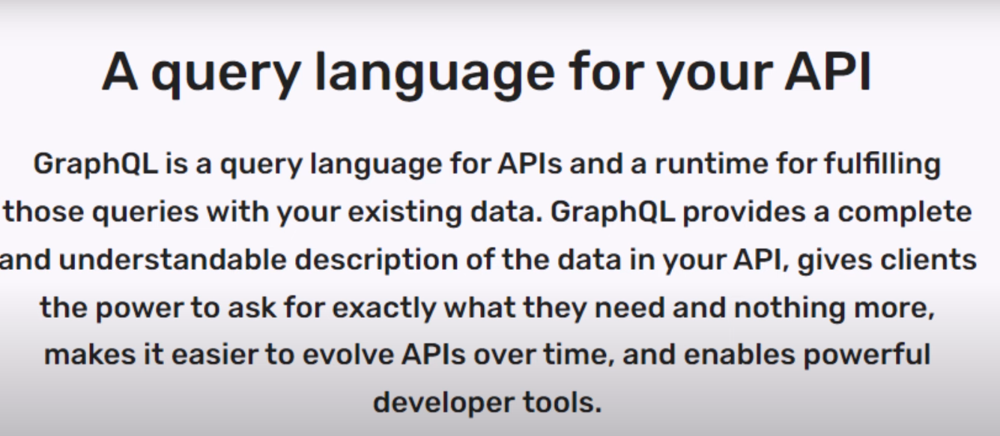 A query language for your API
GraphQL is a query language for APIs and a runtime for fulfilling
those queries with your existing data. GraphQL provides a complete
and understandable description of the data in your API, gives clients
the power to ask for exactly what they need and nothing more,
makes it easier to evolve APIs over time, and enables powerful
developer tools.